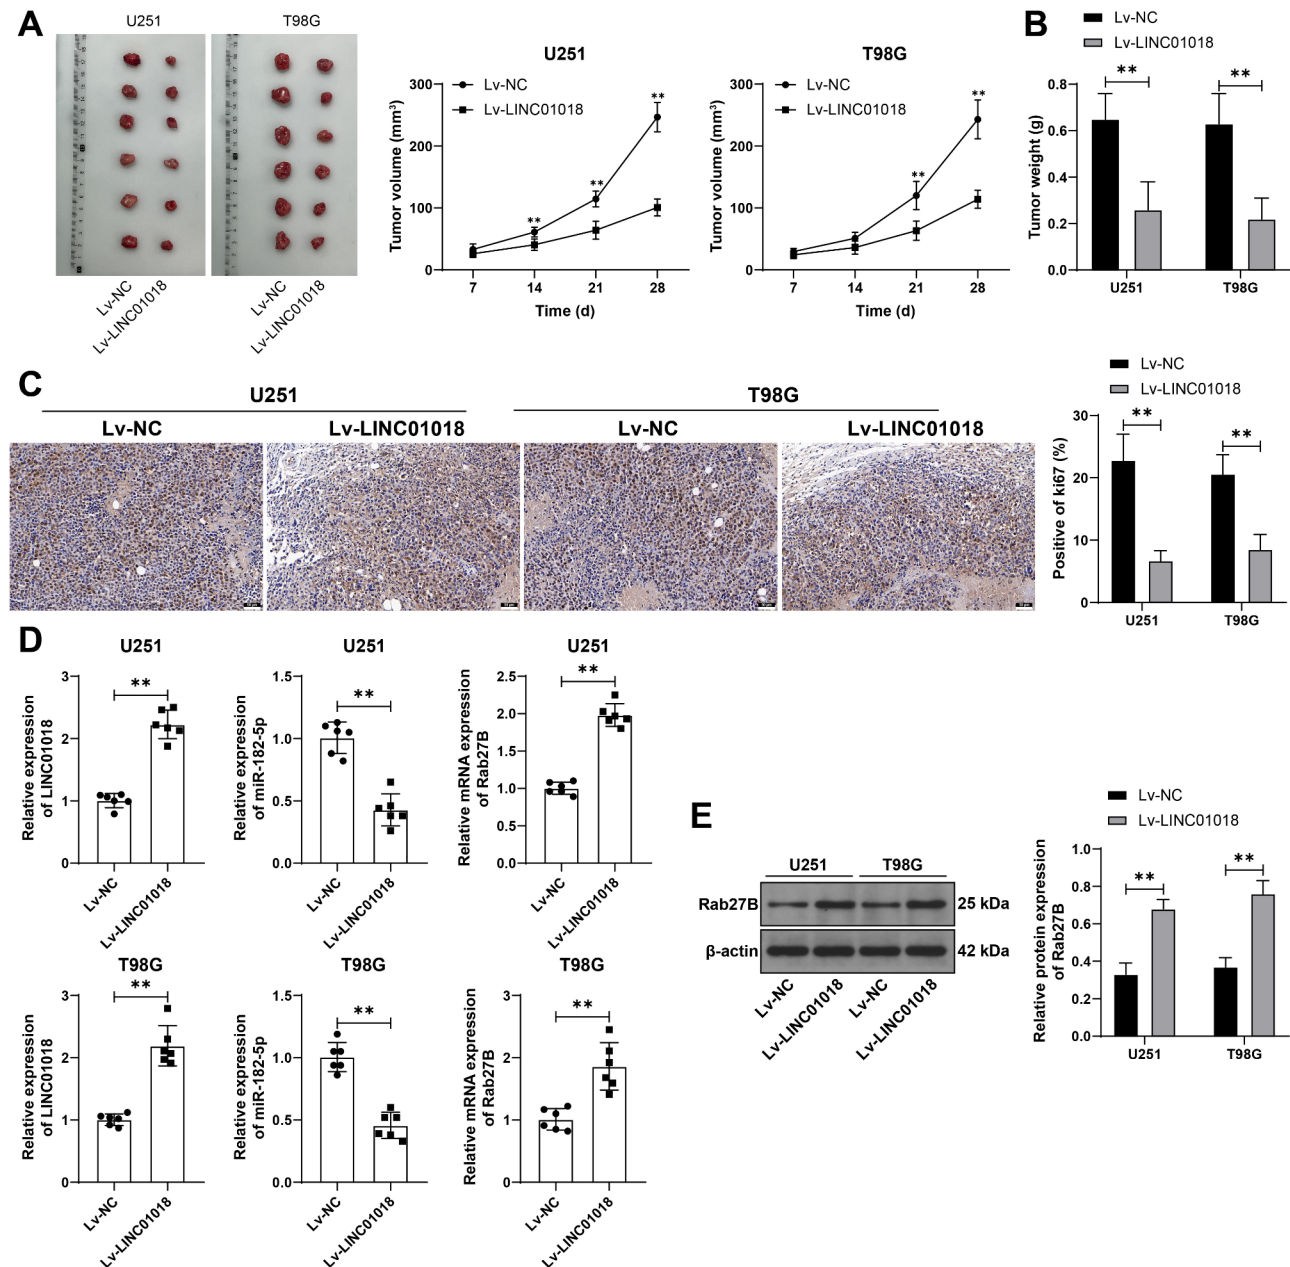 A
U251
T98G
Lv-NC
Lv-LINC01018
Lv-NC
Lv-LINC01018
U251
Lv-NC
Lv-LINC01018
Tumor volume (mm³)
300
200
100
0
**
**
**
7
14
21
28
Time (d)
T98G
Lv-NC
Lv-LINC01018
Tumor volume (mm³)
300
200
100
0
**
**
7
14
21
28
Time (d)
B
Lv-NC
Lv-LINC01018
Tumor weight (g)
0.8
0.6
0.4
0.2
0.0
**
**
U251
T98G
C
U251
T98G
Lv-NC
Lv-LINC01018
Lv-NC
Lv-LINC01018
Lv-NC
Lv-LINC01018
Positive of ki67 (%)
30
20
10
0
**
**
U251
T98G
D
U251
Relative expression
of LINC01018
3
2
1
0
**
Lv-NC
Lv-LINC01018
U251
Relative expression
of miR-182-5p
1.5
1.0
0.5
0.0
**
Lv-NC
Lv-LINC01018
U251
Relative mRNA expression
of Rab27B
2.5
2.0
1.5
1.0
0.5
0.0
**
Lv-NC
Lv-LINC01018
T98G
Relative expression
of LINC01018
3
2
1
0
**
Lv-NC
Lv-LINC01018
T98G
Relative expression
of miR-182-5p
1.5
1.0
0.5
0.0
**
Lv-NC
Lv-LINC01018
T98G
Relative mRNA expression
of Rab27B
3
2
1
0
**
Lv-NC
Lv-LINC01018
E
U251
T98G
Rab27B
25 kDa
β-actin
42 kDa
Lv-NC
Lv-LINC01018
Lv-NC
Lv-LINC01018
Lv-NC
Lv-LINC01018
Relative protein expression
of Rab27B
1.0
0.8
0.6
0.4
0.2
0.0
**
**
U251
T98G